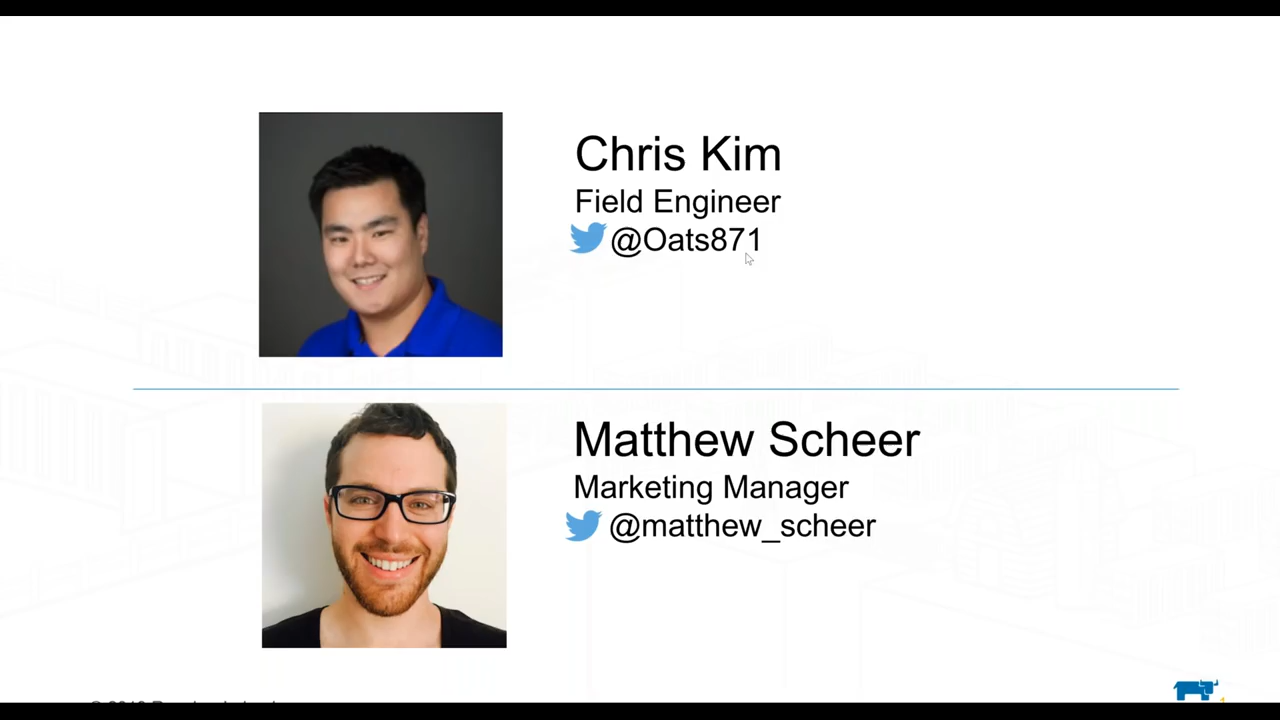 Chris Kim
Field Engineer
@Oats871
Matthew Scheer
Marketing Manager
@matthew_scheer